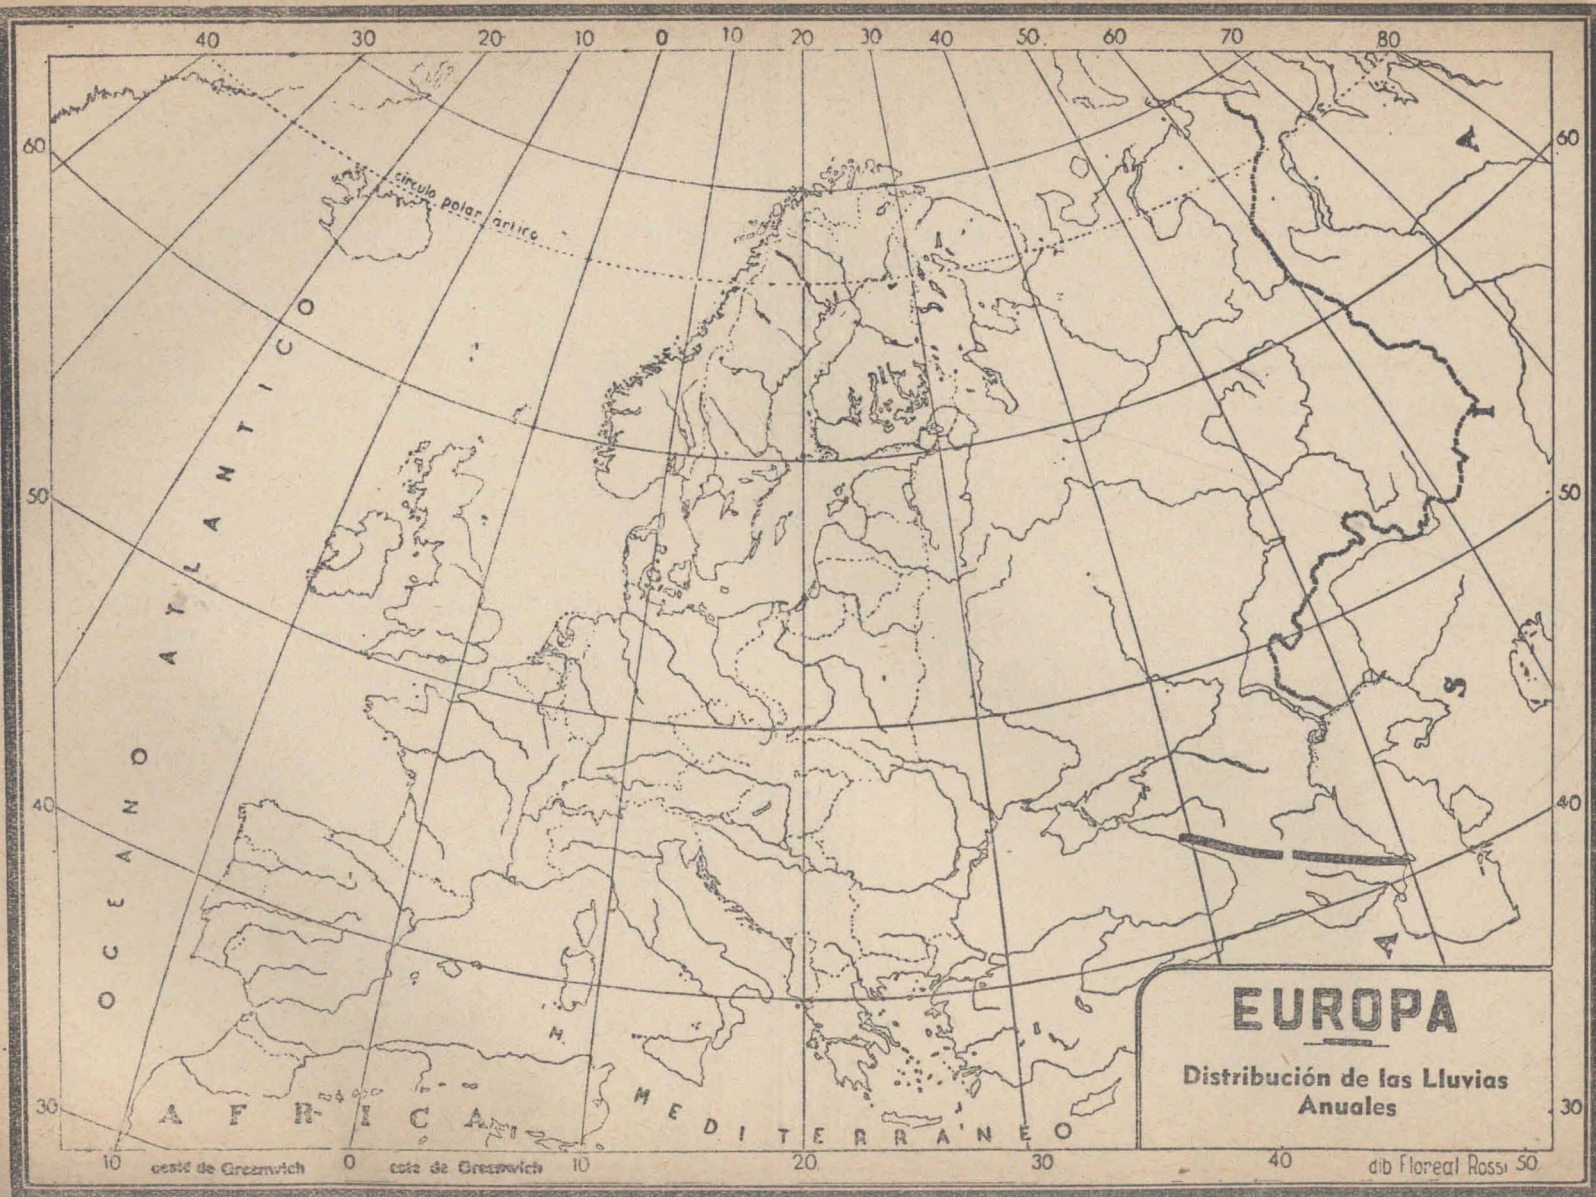 40 30 20 10 0 10 20 30 40 50 60 70 80
60
60
círculo polar ártico
50
50
40
40
30
30
OCEANO ATLANTICO
ASIA
AFRICA
M.
MEDITERRANEO
EUROPA
Distribución de las Lluvias
Anuales
10 oeste de Greenwich 0 este de Greenwich 10 20 30 40 50
dib Floreal Rossi